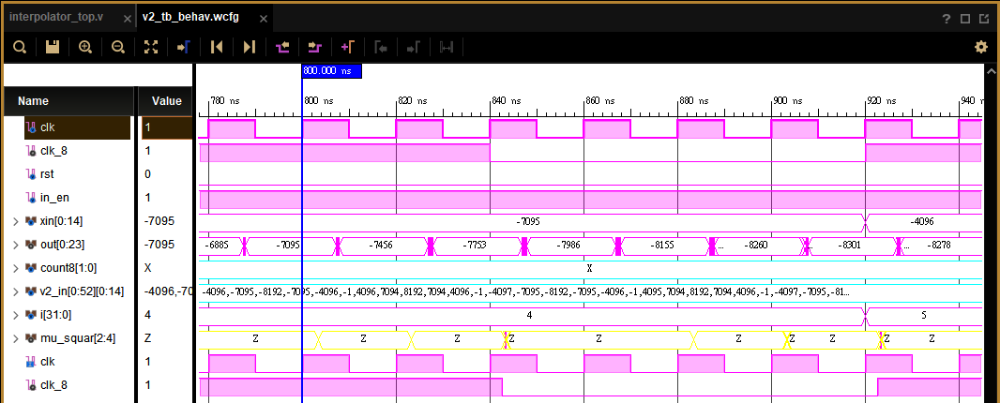 interpolator_top.v
v2_tb_behav.wcfg
800.000 ns
Name Value
780 ns 800 ns 820 ns 840 ns 860 ns 880 ns 900 ns 920 ns 940
clk 1
clk_8 1
rst 0
in_en 1
xin[0:14] -7095 -7095 -4096
out[0:23] -7095 -6885 -7095 -7456 -7753 -7986 -8155 ... -8260 -8301 ... -8278
count8[1:0] X X
v2_in[0:52][0:14] -4096,-70 -4096,-7095,-8192,-7095,-4096,-1,4096,7094,8192,7094,4096,-1,-4097,-7095,-8192,-7095,-4096,-1,4095,7094,8192,7094,4096,-1,-4097,-7095,-81...
i[31:0] 4 4 5
mu_squar[2:4] Z Z Z Z Z Z Z Z Z Z Z
clk 1
clk_8 1